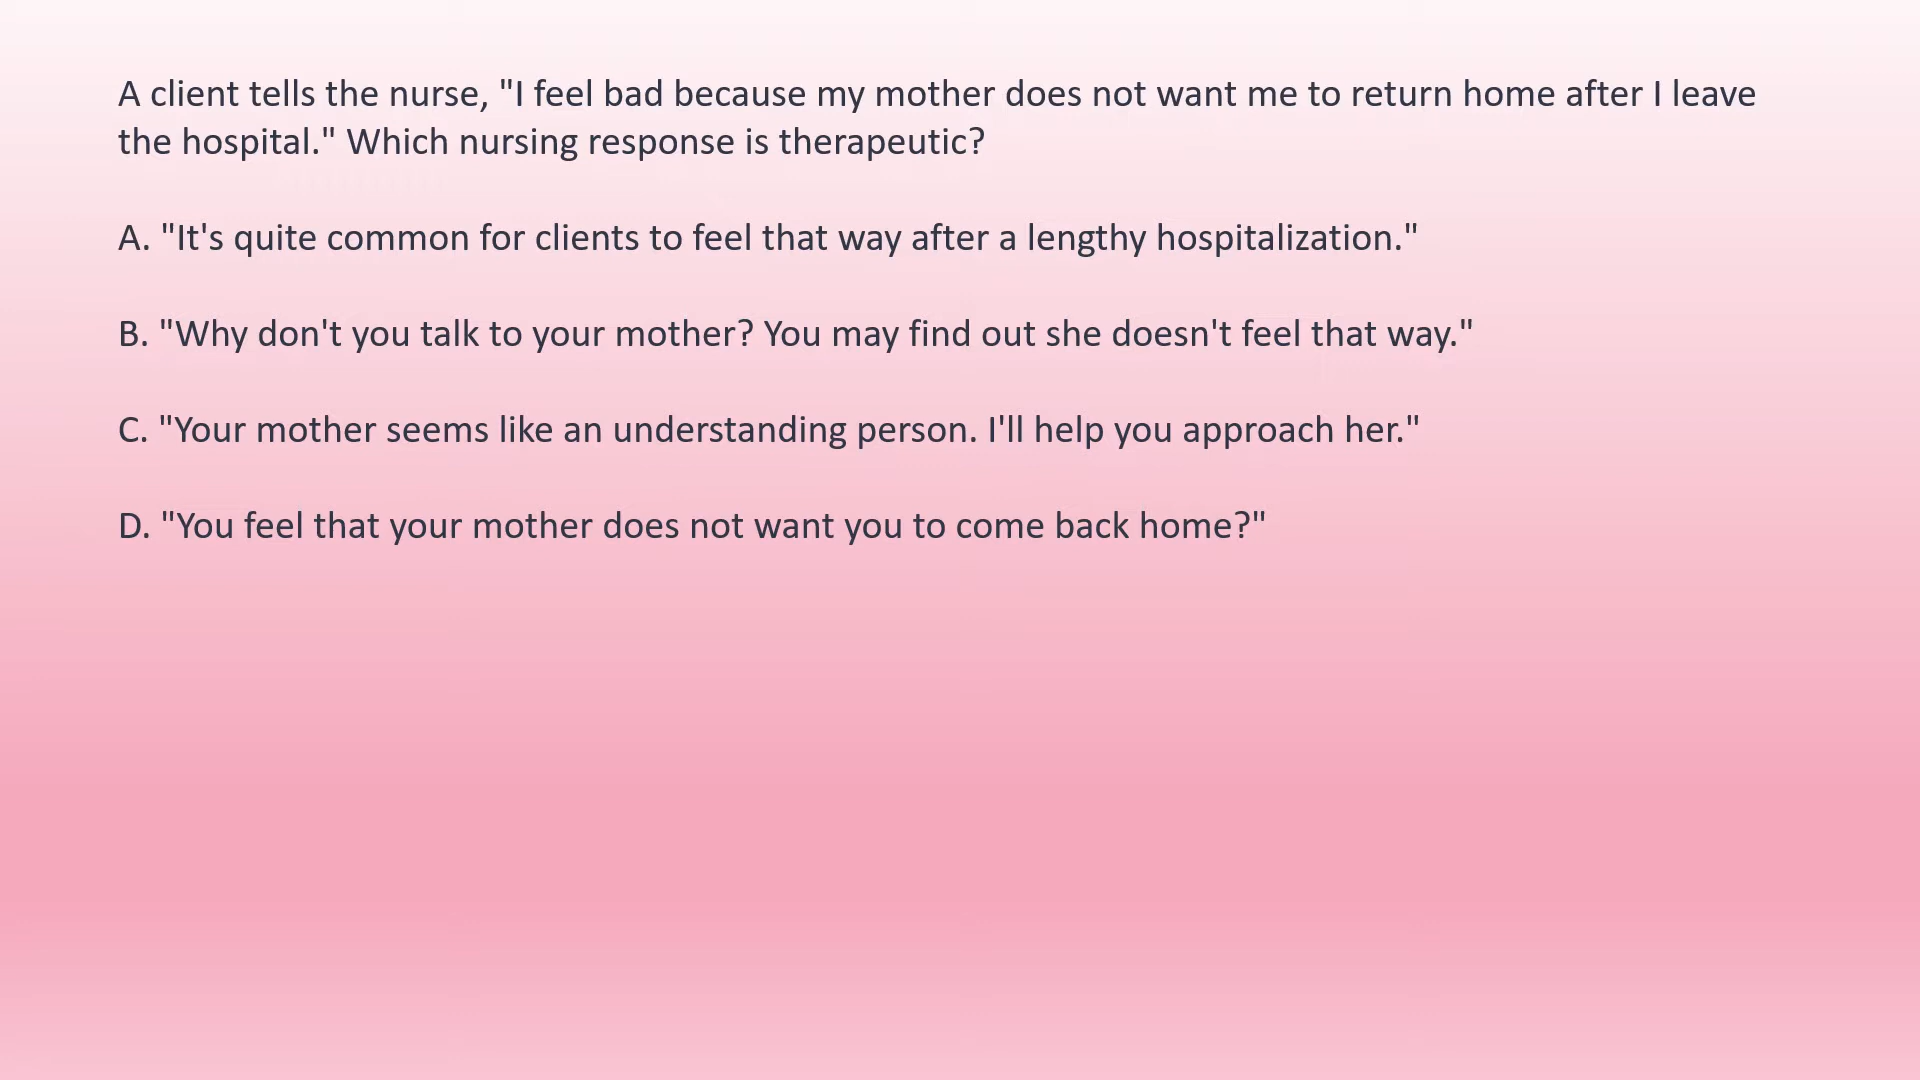 A client tells the nurse, "I feel bad because my mother does not want me to return home after I leave
the hospital." Which nursing response is therapeutic?
A. "It's quite common for clients to feel that way after a lengthy hospitalization."
B. "Why don't you talk to your mother? You may find out she doesn't feel that way."
C. "Your mother seems like an understanding person. I'll help you approach her."
D. "You feel that your mother does not want you to come back home?"